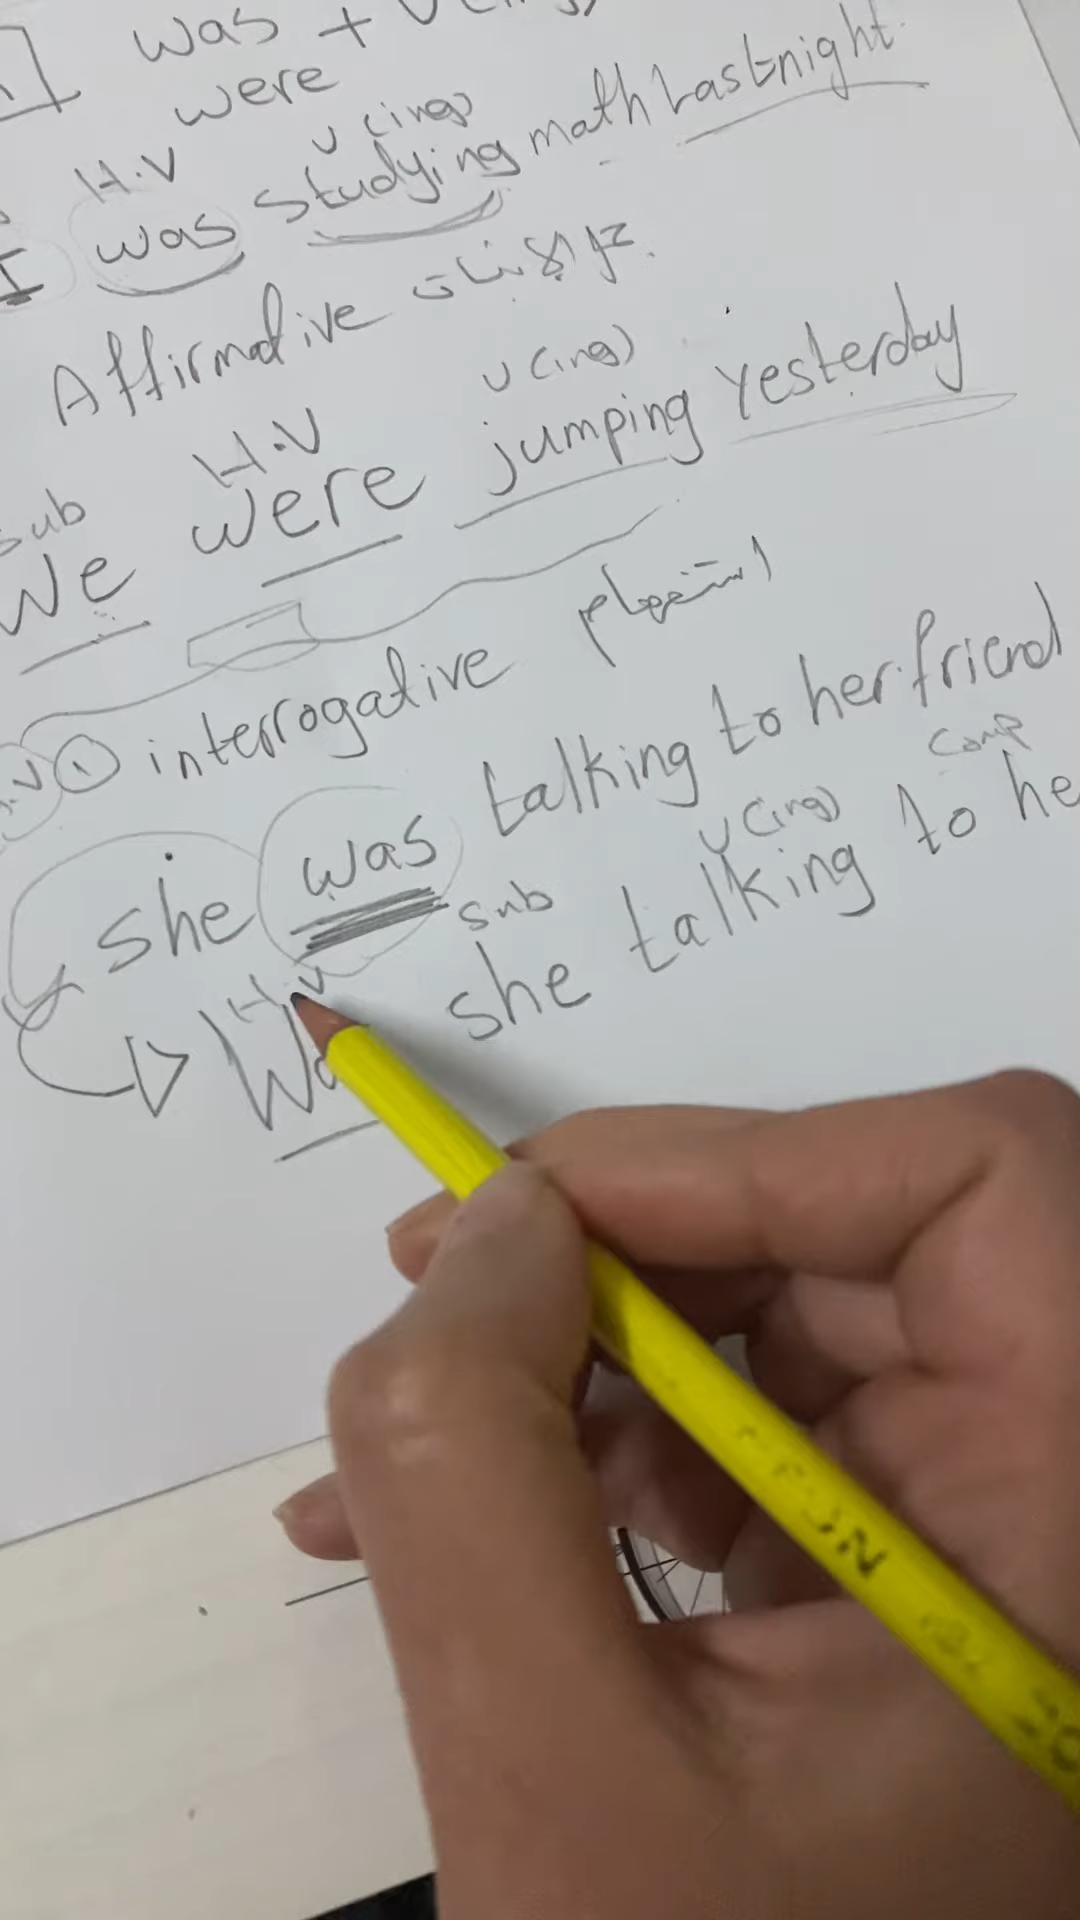 was + V(ing)
were
H.V V(ing)
I was studying math Last night.
Affirmative الاثبات
H.V V(ing)
sub
We were jumping yesterday
① interrogative استفهام
she was talking to her friend
H.V sub V(ing) comp
she talking to he